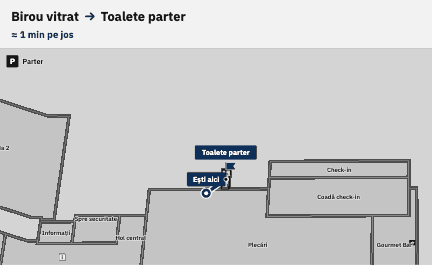 Birou vitrat → Toalete parter
≈ 1 min pe jos
P Parter
Toalete parter
Ești aici
Check-in
Coadă check-in
Spre securitate
Informații
Hol central
Plecări
Gourmet Bar
a 2